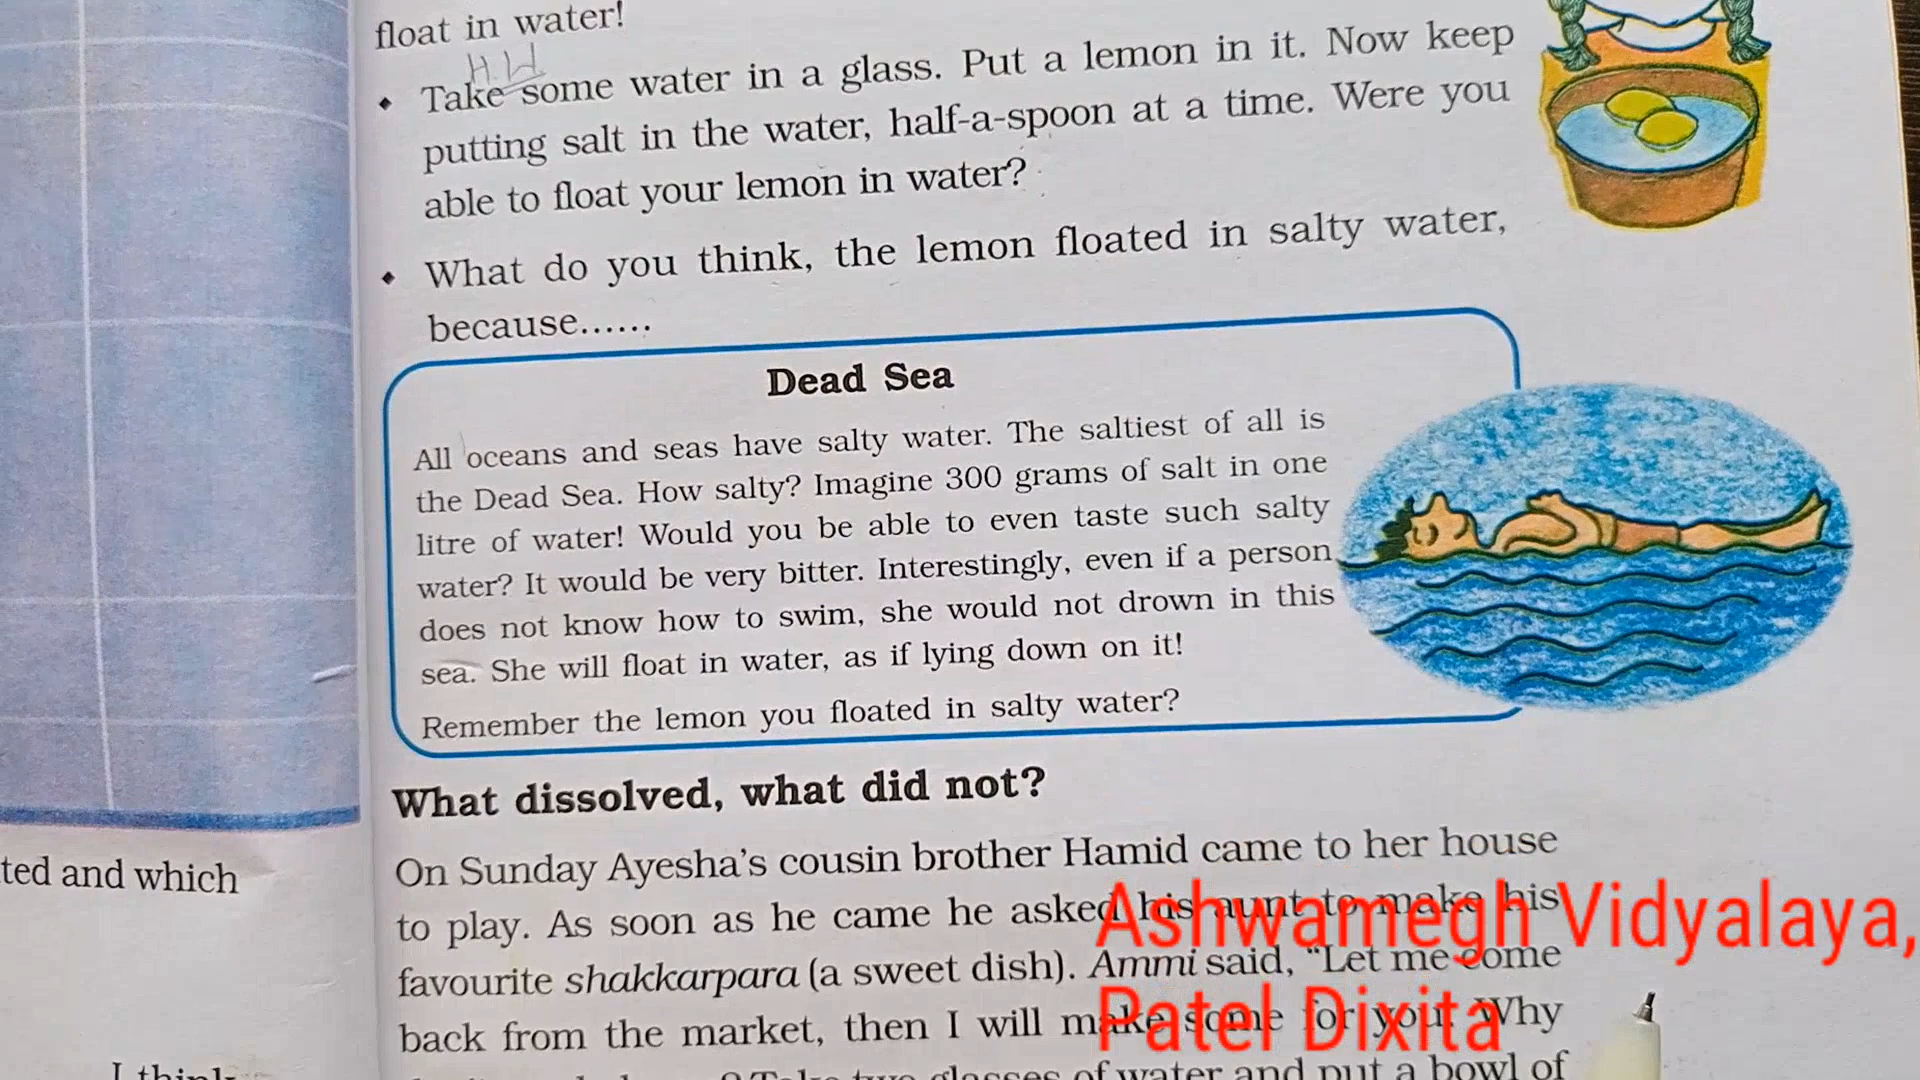 float in water!
H.W
• Take some water in a glass. Put a lemon in it. Now keep
putting salt in the water, half-a-spoon at a time. Were you
able to float your lemon in water?
• What do you think, the lemon floated in salty water,
because......
Dead Sea
All oceans and seas have salty water. The saltiest of all is
the Dead Sea. How salty? Imagine 300 grams of salt in one
litre of water! Would you be able to even taste such salty
water? It would be very bitter. Interestingly, even if a person
does not know how to swim, she would not drown in this
sea. She will float in water, as if lying down on it!
Remember the lemon you floated in salty water?
What dissolved, what did not?
ted and which
On Sunday Ayesha's cousin brother Hamid came to her house
to play. As soon as he came he asked his aunt to make his
favourite shakkarpara (a sweet dish). Ammi said, "Let me come
back from the market, then I will make some for you. Why
glasses of water and put a bowl of
I think
Ashwamegh Vidyalaya,
Patel Dixita